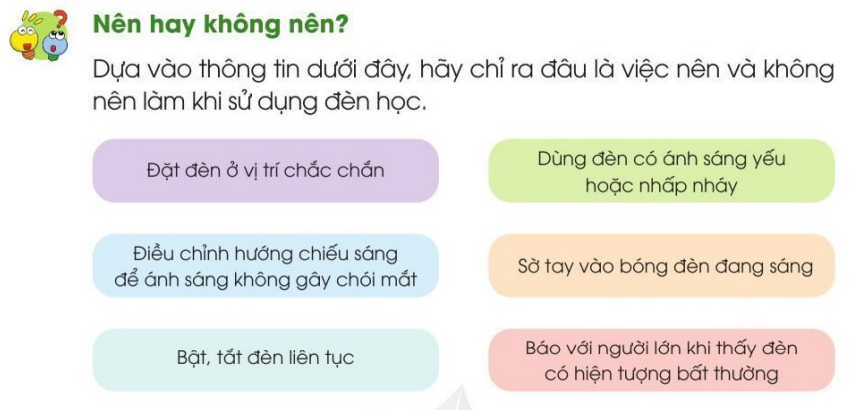 Nên hay không nên?
Dựa vào thông tin dưới đây, hãy chỉ ra đâu là việc nên và không
nên làm khi sử dụng đèn học.
Đặt đèn ở vị trí chắc chắn
Dùng đèn có ánh sáng yếu
hoặc nhấp nháy
Điều chỉnh hướng chiếu sáng
để ánh sáng không gây chói mắt
Sờ tay vào bóng đèn đang sáng
Bật, tắt đèn liên tục
Báo với người lớn khi thấy đèn
có hiện tượng bất thường